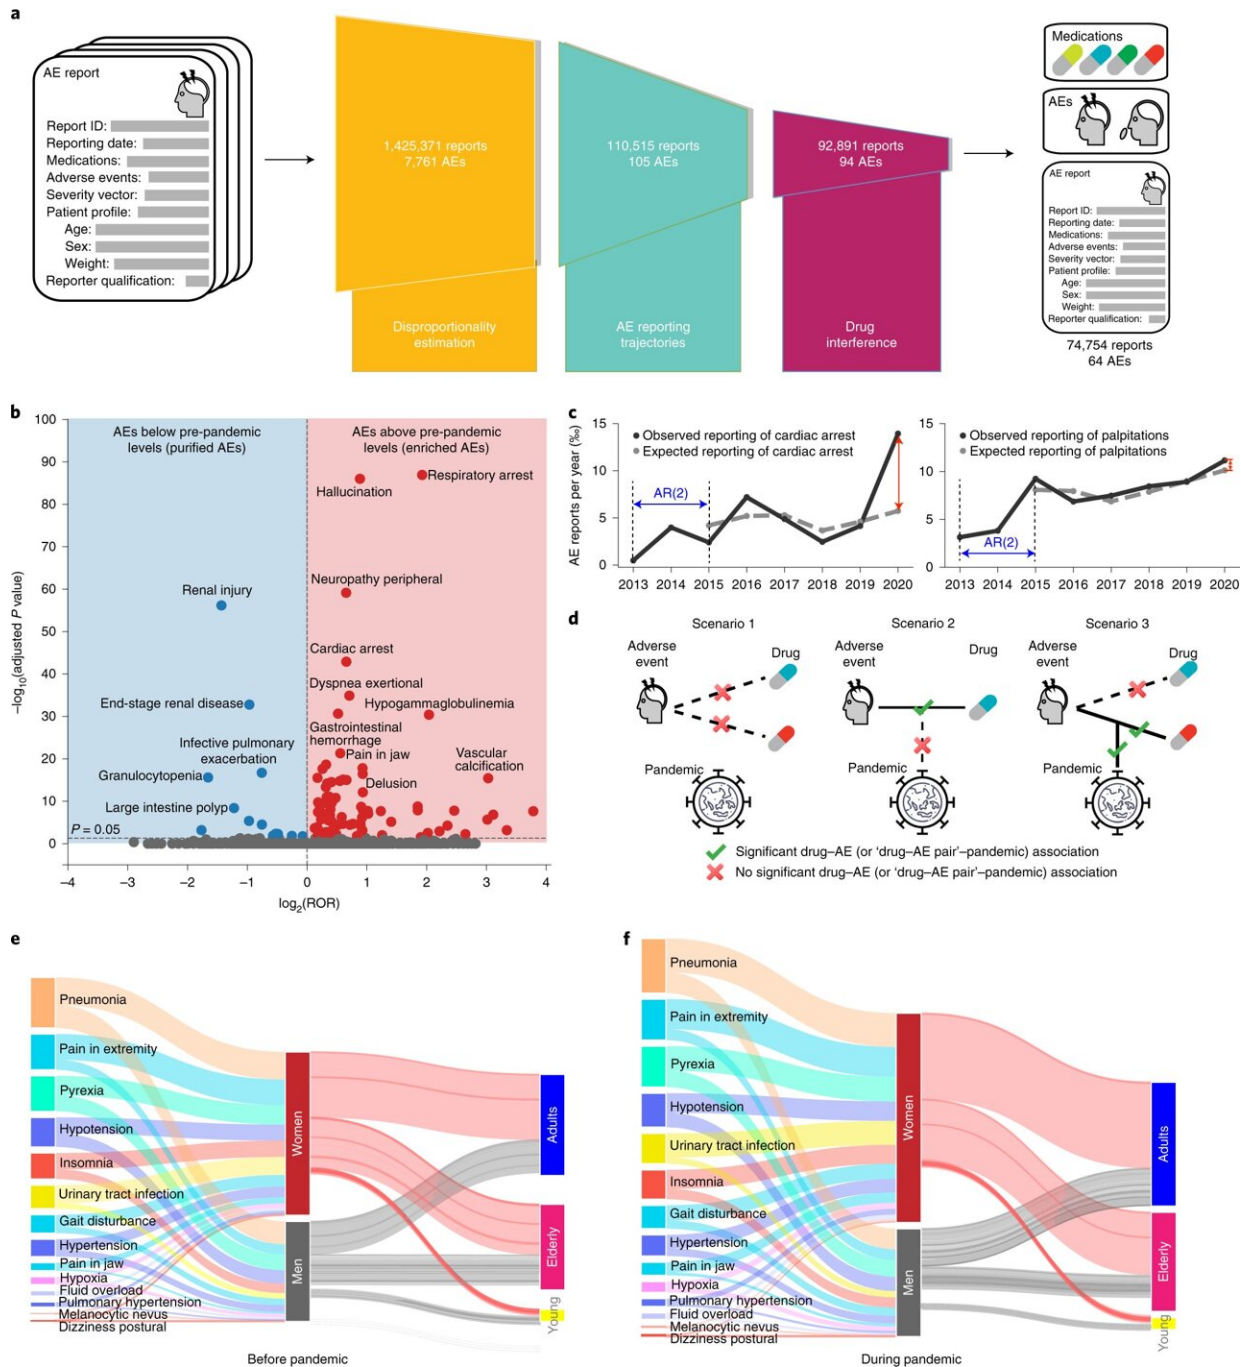 a
AE report
Report ID:
Reporting date:
Medications:
Adverse events:
Severity vector:
Patient profile:
Age:
Sex:
Weight:
Reporter qualification:
1,425,371 reports
7,761 AEs
Disproportionality
estimation
110,515 reports
105 AEs
AE reporting
trajectories
92,891 reports
94 AEs
Drug
interference
Medications
AEs
AE report
Report ID:
Reporting date:
Medications:
Adverse events:
Severity vector:
Patient profile:
Age:
Sex:
Weight:
Reporter qualification:
74,754 reports
64 AEs
b
–log10(adjusted P value)
100
90
80
70
60
50
40
30
20
10
0
AEs below pre-pandemic
levels (purified AEs)
AEs above pre-pandemic
levels (enriched AEs)
Respiratory arrest
Hallucination
Neuropathy peripheral
Renal injury
Cardiac arrest
Dyspnea exertional
End-stage renal disease
Hypogammaglobulinemia
Gastrointestinal
hemorrhage
Infective pulmonary
exacerbation
Pain in jaw
Vascular
calcification
Granulocytopenia
Delusion
Large intestine polyp
P = 0.05
–4
–3
–2
–1
0
1
2
3
4
log2(ROR)
c
AE reports per year (‰)
15
10
5
0
Observed reporting of cardiac arrest
Expected reporting of cardiac arrest
AR(2)
2013 2014 2015 2016 2017 2018 2019 2020
15
10
5
0
Observed reporting of palpitations
Expected reporting of palpitations
AR(2)
2013 2014 2015 2016 2017 2018 2019 2020
d
Scenario 1
Adverse
event
Drug
Pandemic
Scenario 2
Adverse
event
Drug
Pandemic
Scenario 3
Adverse
event
Drug
Pandemic
Significant drug–AE (or ‘drug–AE pair’–pandemic) association
No significant drug–AE (or ‘drug–AE pair’–pandemic) association
e
Pneumonia
Pain in extremity
Pyrexia
Hypotension
Insomnia
Urinary tract infection
Gait disturbance
Hypertension
Pain in jaw
Hypoxia
Fluid overload
Pulmonary hypertension
Melanocytic nevus
Dizziness postural
Women
Men
Adults
Elderly
Young
Before pandemic
f
Pneumonia
Pain in extremity
Pyrexia
Hypotension
Urinary tract infection
Insomnia
Gait disturbance
Hypertension
Pain in jaw
Hypoxia
Pulmonary hypertension
Fluid overload
Melanocytic nevus
Dizziness postural
Women
Men
Adults
Elderly
Young
During pandemic